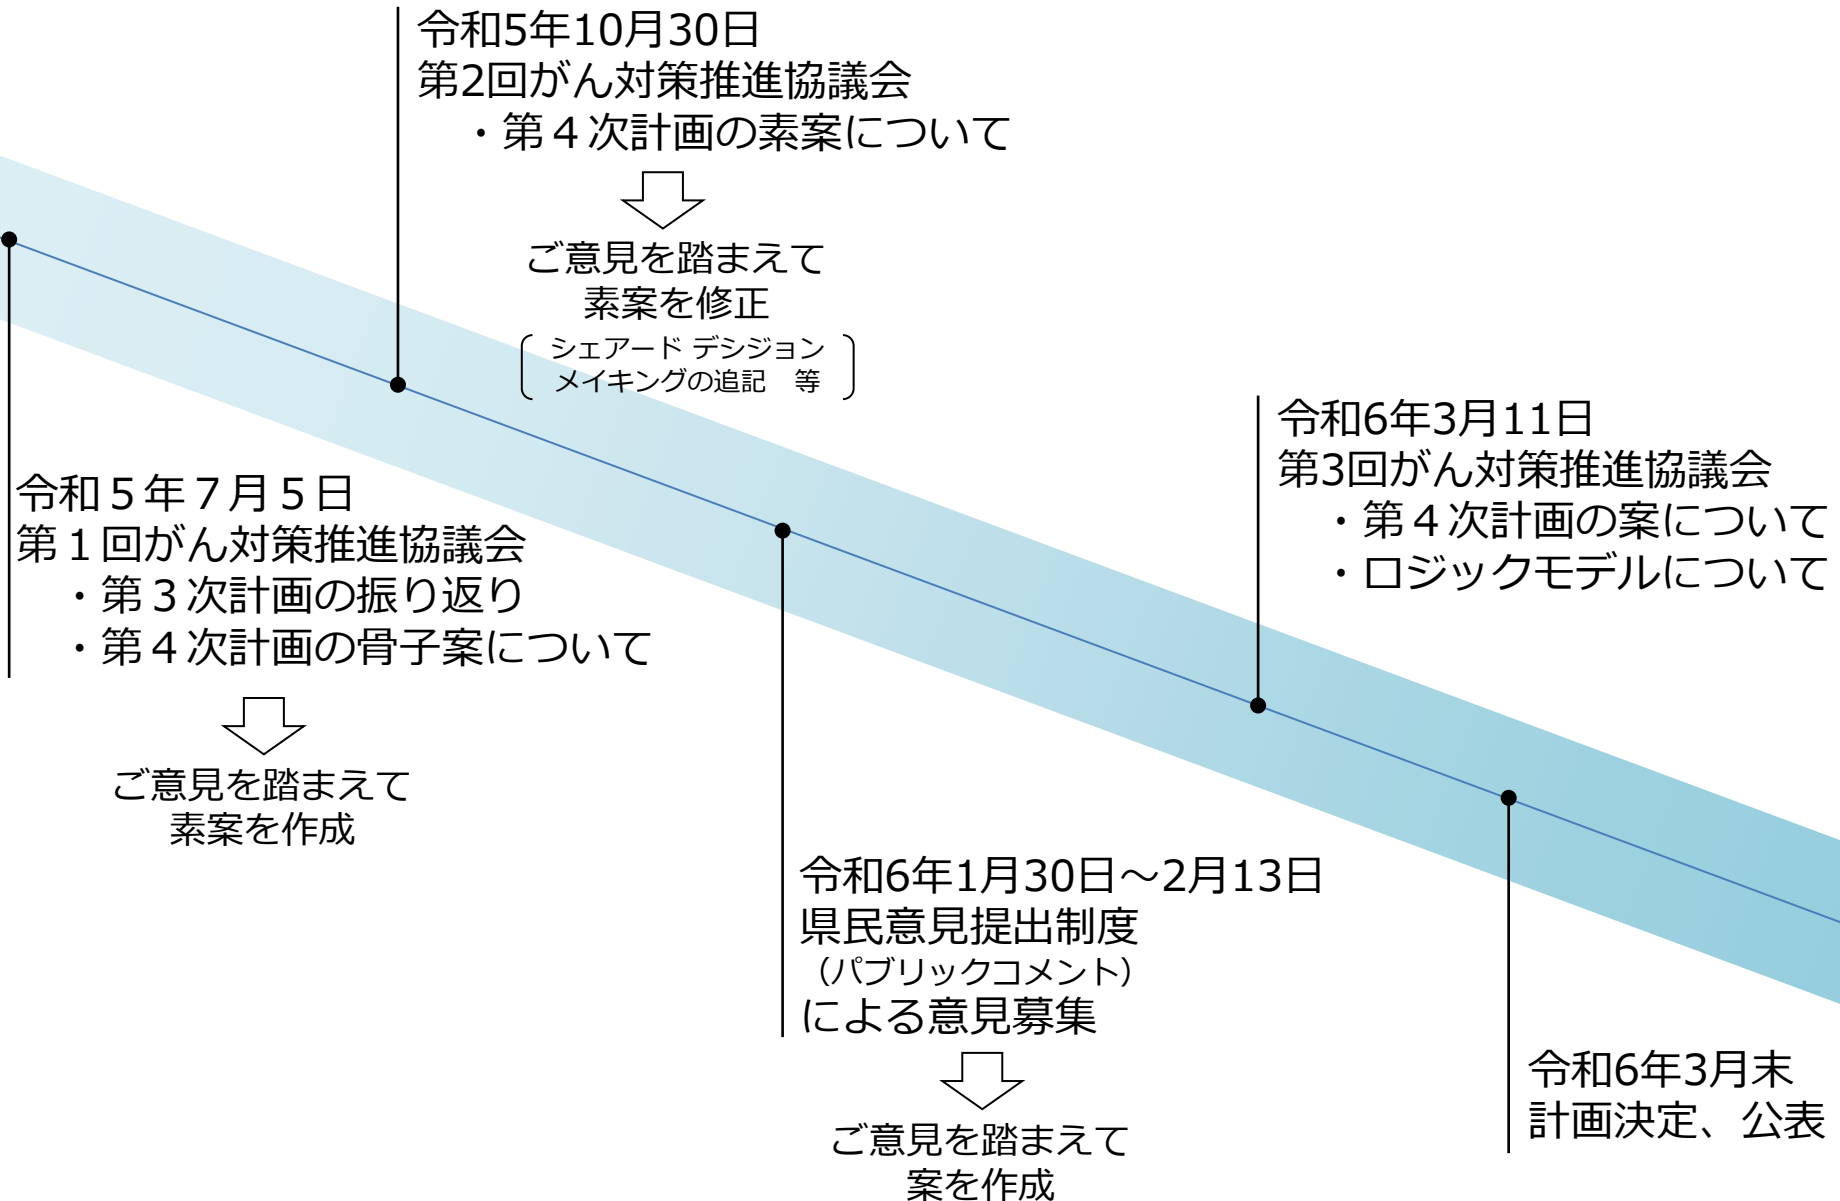 令和５年７月５日
第１回がん対策推進協議会
・第３次計画の振り返り
・第４次計画の骨子案について
ご意見を踏まえて
素案を作成
令和5年10月30日
第2回がん対策推進協議会
・第４次計画の素案について
ご意見を踏まえて
素案を修正
シェアード デシジョン
メイキングの追記　等
令和6年1月30日～2月13日
県民意見提出制度
（パブリックコメント）
による意見募集
ご意見を踏まえて
案を作成
令和6年3月11日
第3回がん対策推進協議会
・第４次計画の案について
・ロジックモデルについて
令和6年3月末
計画決定、公表